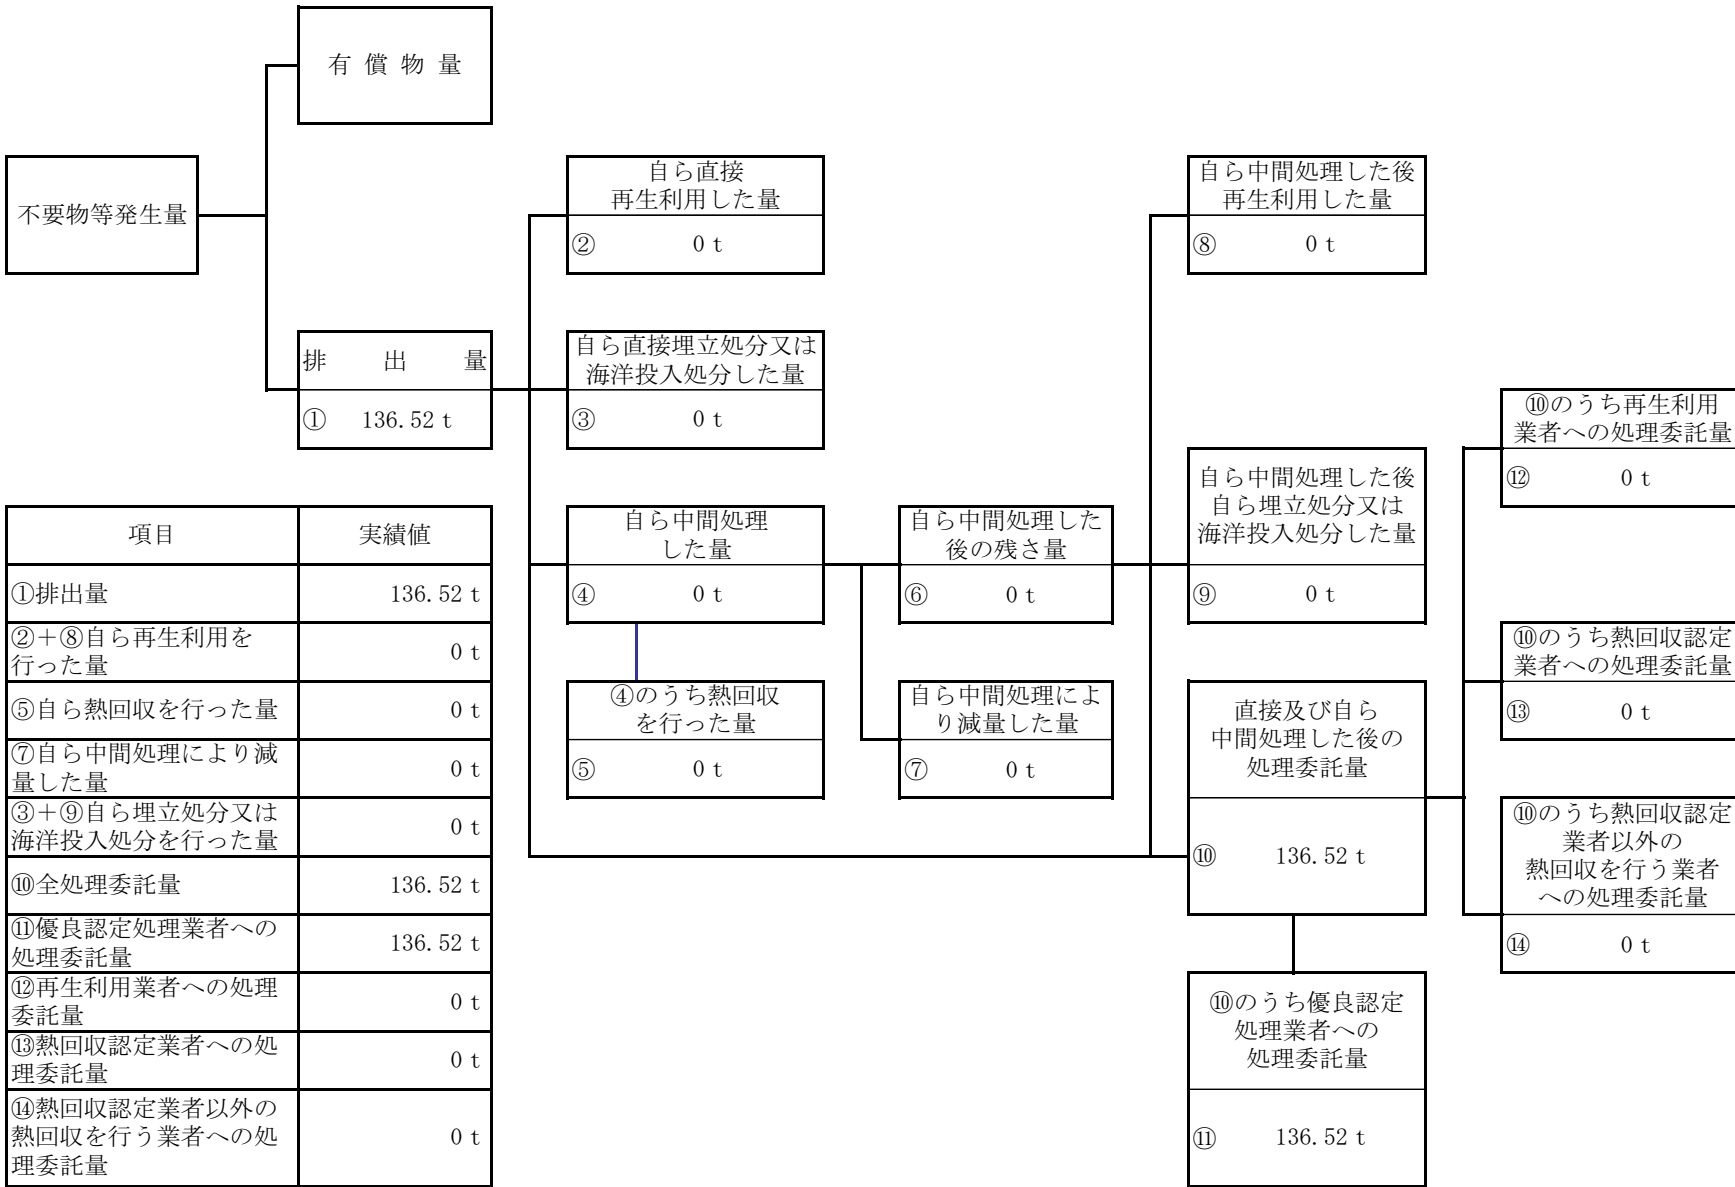 有償物量
不要物等発生量
排出量
① 136.52 t
自ら直接
再生利用した量
② 0 t
自ら直接埋立処分又は
海洋投入処分した量
③ 0 t
自ら中間処理
した量
④ 0 t
④のうち熱回収
を行った量
⑤ 0 t
自ら中間処理した
後の残さ量
⑥ 0 t
自ら中間処理によ
り減量した量
⑦ 0 t
自ら中間処理した後
再生利用した量
⑧ 0 t
自ら中間処理した後
自ら埋立処分又は
海洋投入処分した量
⑨ 0 t
直接及び自ら
中間処理した後の
処理委託量
⑩ 136.52 t
⑩のうち優良認定
処理業者への
処理委託量
⑪ 136.52 t
⑩のうち再生利用
業者への処理委託量
⑫ 0 t
⑩のうち熱回収認定
業者への処理委託量
⑬ 0 t
⑩のうち熱回収認定
業者以外の
熱回収を行う業者
への処理委託量
⑭ 0 t
項目 実績値
①排出量 136.52 t
②+⑧自ら再生利用を
行った量 0 t
⑤自ら熱回収を行った量 0 t
⑦自ら中間処理により減
量した量 0 t
③+⑨自ら埋立処分又は
海洋投入処分を行った量 0 t
⑩全処理委託量 136.52 t
⑪優良認定処理業者への
処理委託量 136.52 t
⑫再生利用業者への処理
委託量 0 t
⑬熱回収認定業者への処
理委託量 0 t
⑭熱回収認定業者以外の
熱回収を行う業者への処
理委託量 0 t